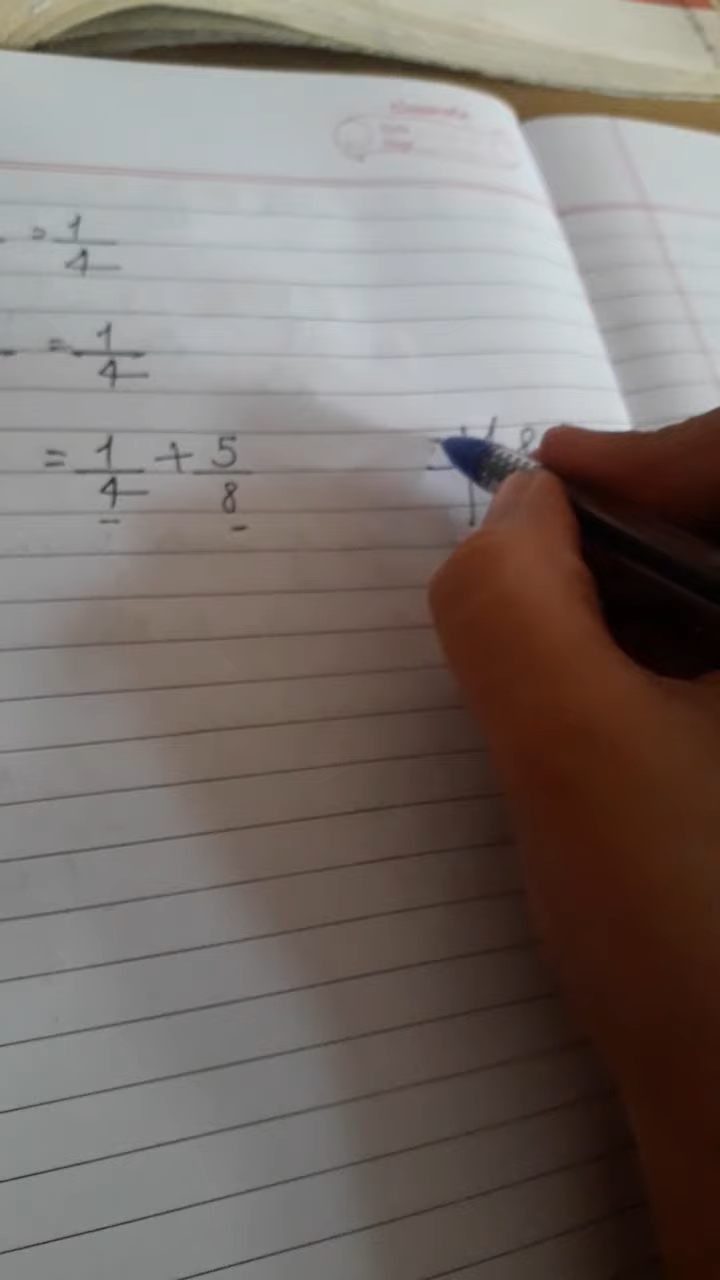 = 1/4
= 1/4
= 1/4 + 5/8